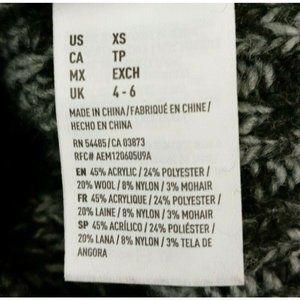 US XS
CA TP
MX EXCH
UK 4 - 6
MADE IN CHINA / FABRIQUÉ EN CHINE /
HECHO EN CHINA
RN 54485 / CA 03873
RFC# AEM120605U9A
EN 45% ACRYLIC / 24% POLYESTER /
20% WOOL / 8% NYLON / 3% MOHAIR
FR 45% ACRYLIQUE / 24% POLYESTER /
20% LAINE / 8% NYLON / 3% MOHAIR
SP 45% ACRÍLICO / 24% POLIÉSTER /
20% LANA / 8% NYLON / 3% TELA DE
ANGORA